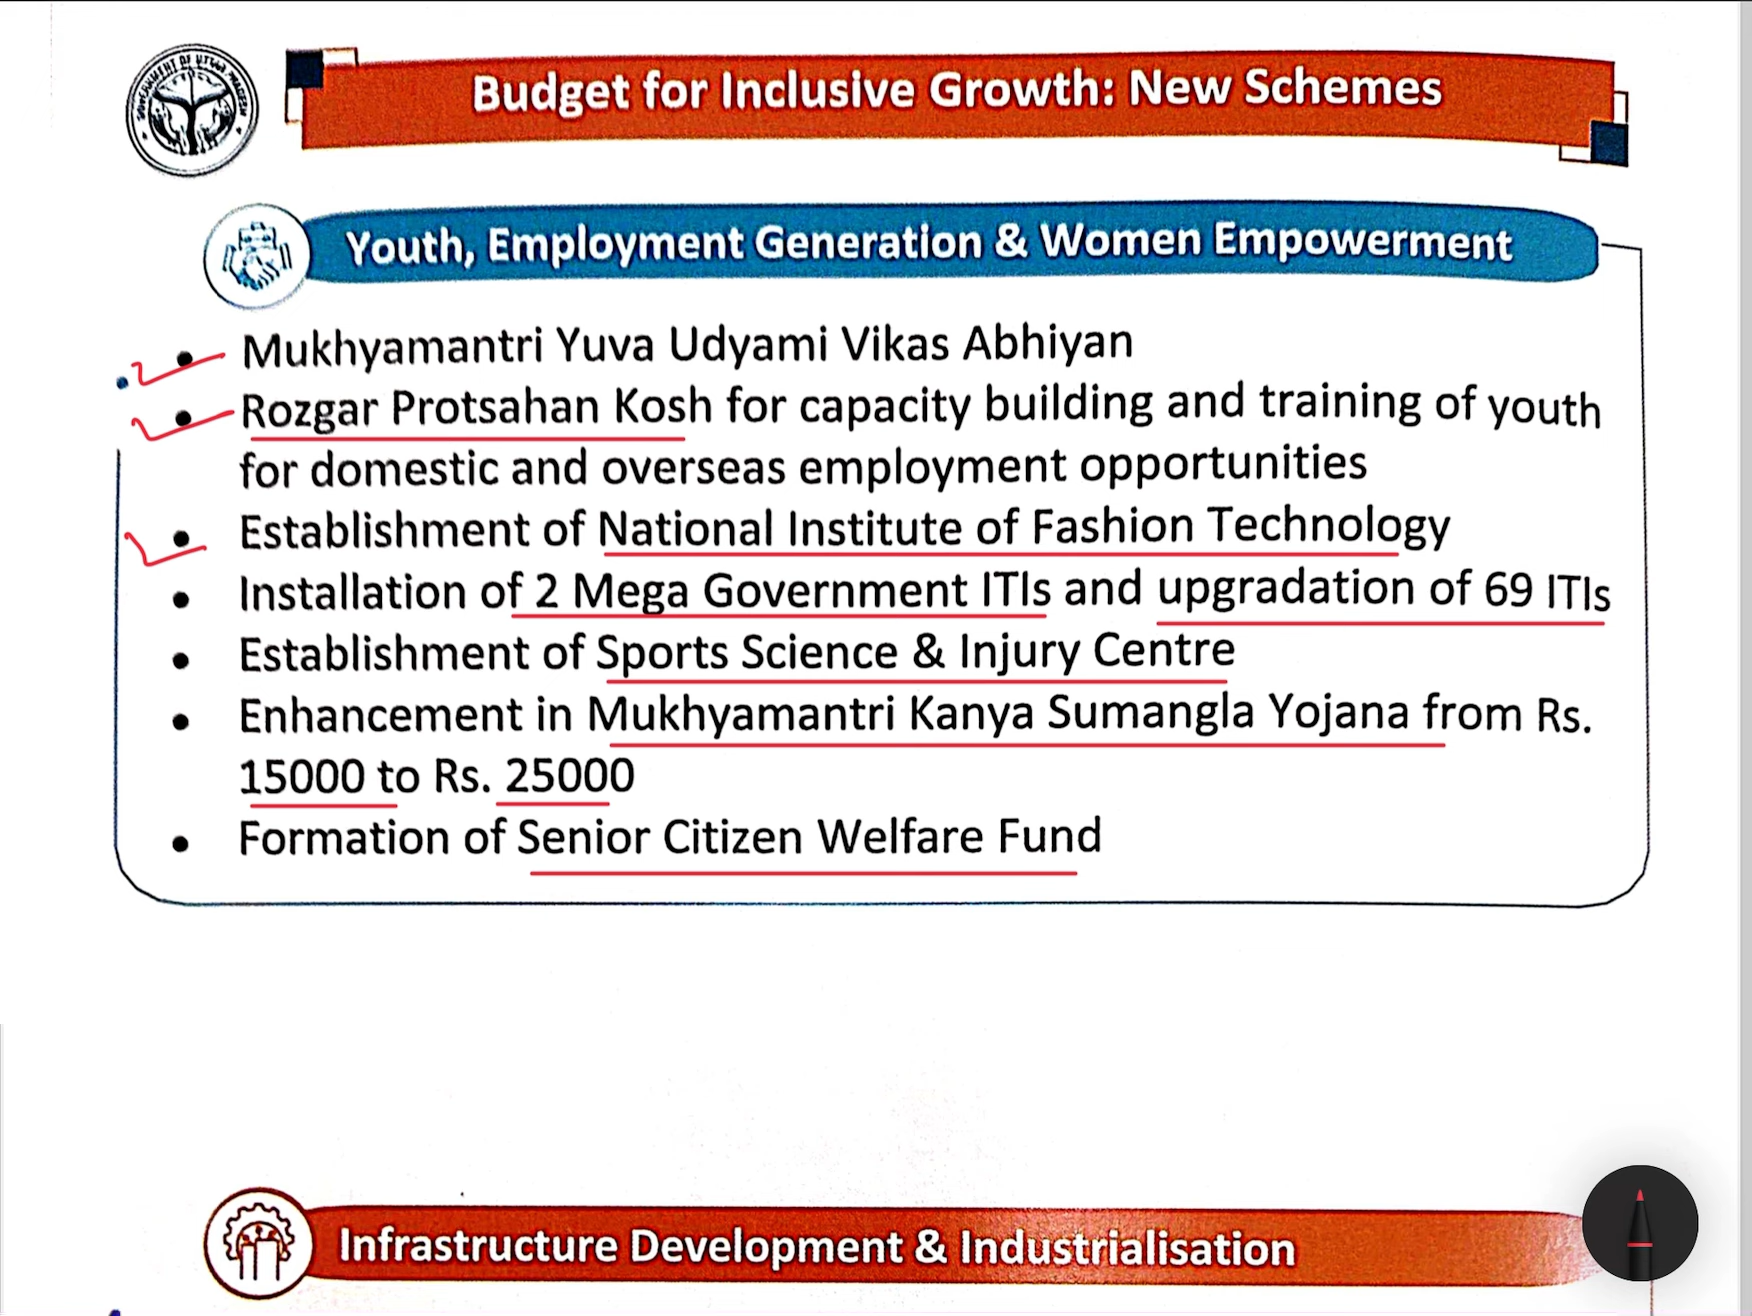 GOVERNMENT OF UTTAR PRADESH
Budget for Inclusive Growth: New Schemes
Youth, Employment Generation & Women Empowerment
• Mukhyamantri Yuva Udyami Vikas Abhiyan
• Rozgar Protsahan Kosh for capacity building and training of youth
for domestic and overseas employment opportunities
• Establishment of National Institute of Fashion Technology
• Installation of 2 Mega Government ITIs and upgradation of 69 ITIs
• Establishment of Sports Science & Injury Centre
• Enhancement in Mukhyamantri Kanya Sumangla Yojana from Rs.
15000 to Rs. 25000
• Formation of Senior Citizen Welfare Fund
Infrastructure Development & Industrialisation